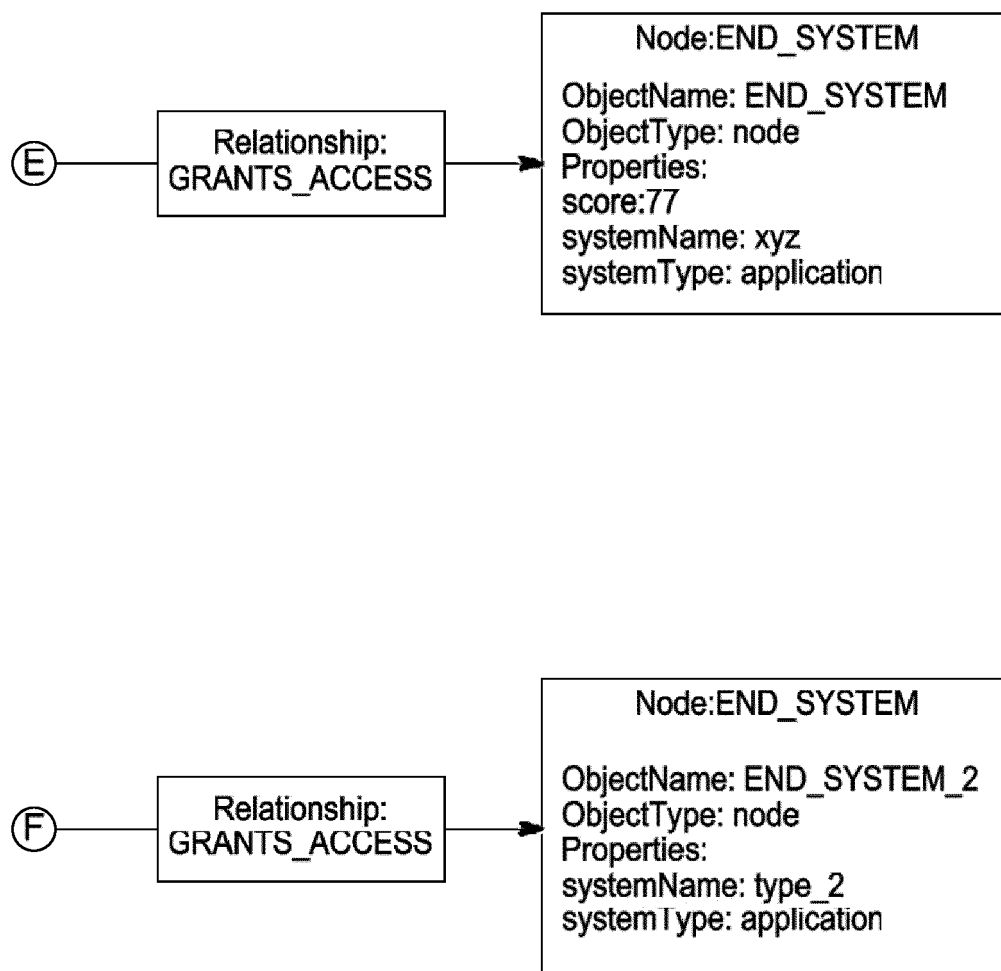 Node:END_SYSTEM
ObjectName: END_SYSTEM
ObjectType: node
Properties:
score:77
systemName: xyz
systemType: application
E
Relationship:
GRANTS_ACCESS
Node:END_SYSTEM
ObjectName: END_SYSTEM_2
ObjectType: node
Properties:
systemName: type_2
systemType: application
F
Relationship:
GRANTS_ACCESS